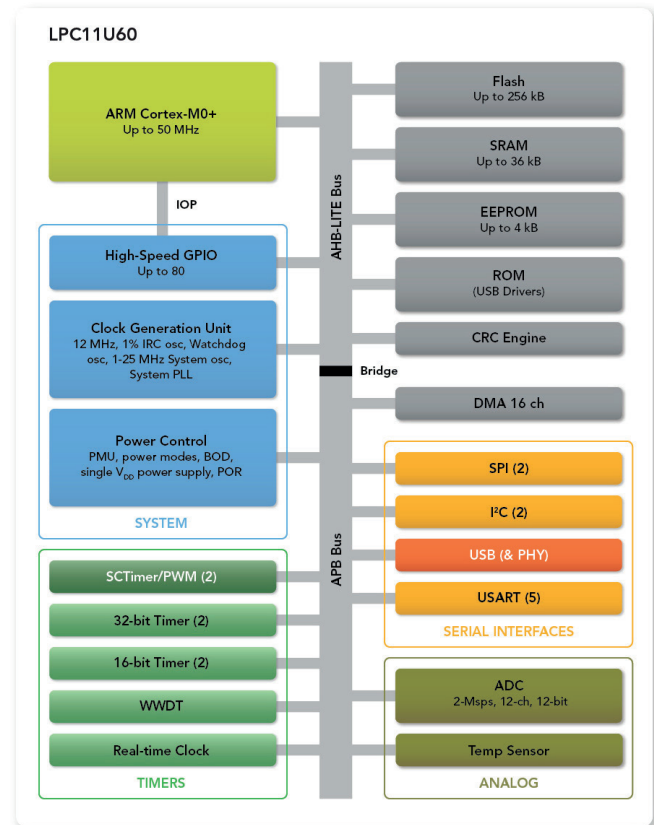 LPC11U60
ARM Cortex-M0+
Up to 50 MHz
IOP
High-Speed GPIO
Up to 80
Clock Generation Unit
12 MHz, 1% IRC osc, Watchdog
osc, 1-25 MHz System osc,
System PLL
Power Control
PMU, power modes, BOD,
single VDD power supply, POR
SYSTEM
SCTimer/PWM (2)
32-bit Timer (2)
16-bit Timer (2)
WWDT
Real-time Clock
TIMERS
AHB-LITE Bus
Bridge
APB Bus
Flash
Up to 256 kB
SRAM
Up to 36 kB
EEPROM
Up to 4 kB
ROM
(USB Drivers)
CRC Engine
DMA 16 ch
SPI (2)
I²C (2)
USB (& PHY)
USART (5)
SERIAL INTERFACES
ADC
2-Msps, 12-ch, 12-bit
Temp Sensor
ANALOG